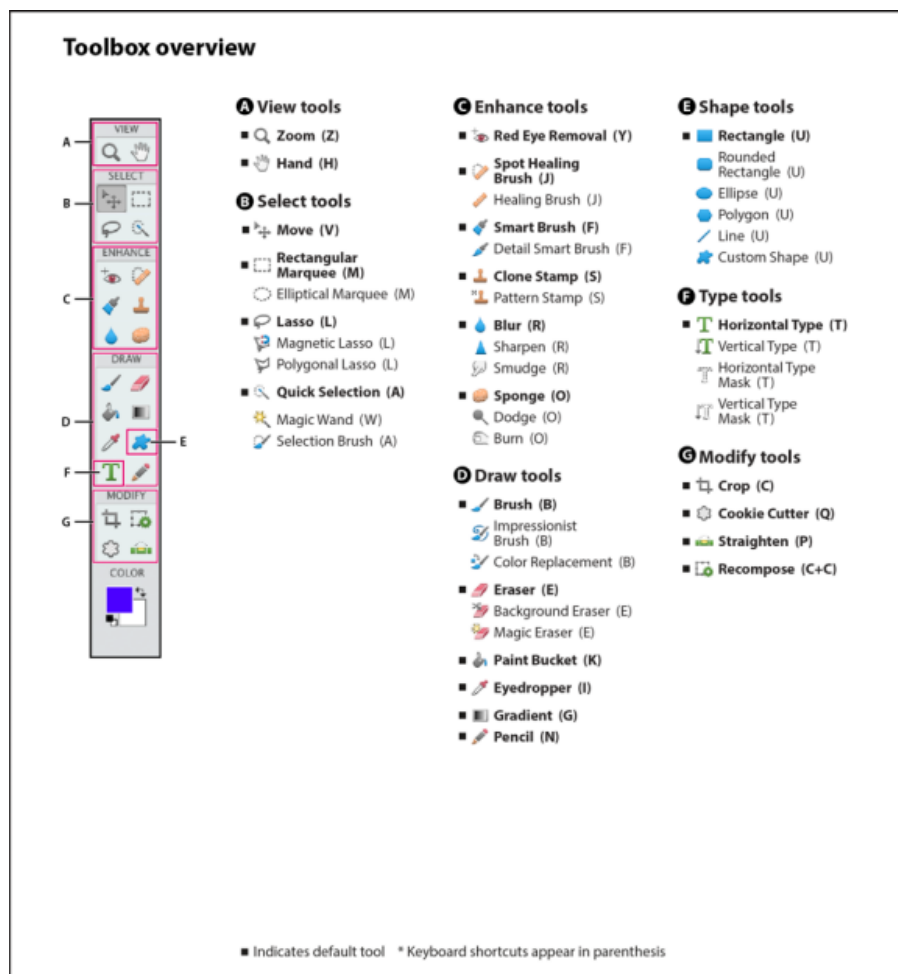 Toolbox overview
VIEW
A
SELECT
B
ENHANCE
C
DRAW
D
E
F
T
MODIFY
G
COLOR
A View tools
Zoom (Z)
Hand (H)
B Select tools
Move (V)
Rectangular
Marquee (M)
Elliptical Marquee (M)
Lasso (L)
Magnetic Lasso (L)
Polygonal Lasso (L)
Quick Selection (A)
Magic Wand (W)
Selection Brush (A)
C Enhance tools
Red Eye Removal (Y)
Spot Healing
Brush (J)
Healing Brush (J)
Smart Brush (F)
Detail Smart Brush (F)
Clone Stamp (S)
Pattern Stamp (S)
Blur (R)
Sharpen (R)
Smudge (R)
Sponge (O)
Dodge (O)
Burn (O)
D Draw tools
Brush (B)
Impressionist
Brush (B)
Color Replacement (B)
Eraser (E)
Background Eraser (E)
Magic Eraser (E)
Paint Bucket (K)
Eyedropper (I)
Gradient (G)
Pencil (N)
E Shape tools
Rectangle (U)
Rounded
Rectangle (U)
Ellipse (U)
Polygon (U)
Line (U)
Custom Shape (U)
F Type tools
T Horizontal Type (T)
T Vertical Type (T)
T Horizontal Type
Mask (T)
T Vertical Type
Mask (T)
G Modify tools
Crop (C)
Cookie Cutter (Q)
Straighten (P)
Recompose (C+C)
■ Indicates default tool * Keyboard shortcuts appear in parenthesis